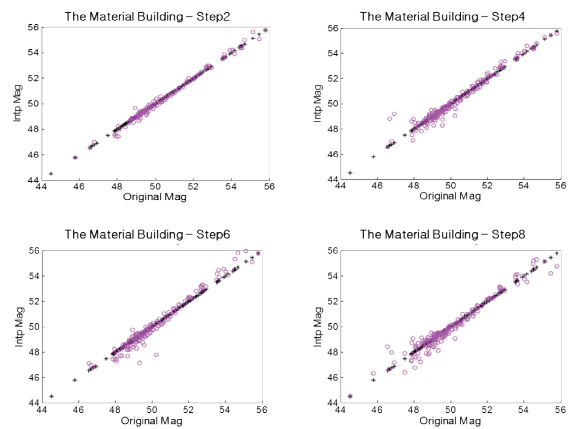 The Material Building – Step2
56
54
52
50
48
46
44
Intp Mag
44 46 48 50 52 54 56
Original Mag
The Material Building – Step4
56
54
52
50
48
46
44
Intp Mag
44 46 48 50 52 54 56
Original Mag
The Material Building – Step6
56
54
52
50
48
46
44
Intp Mag
44 46 48 50 52 54 56
Original Mag
The Material Building – Step8
56
54
52
50
48
46
44
Intp Mag
44 46 48 50 52 54 56
Original Mag